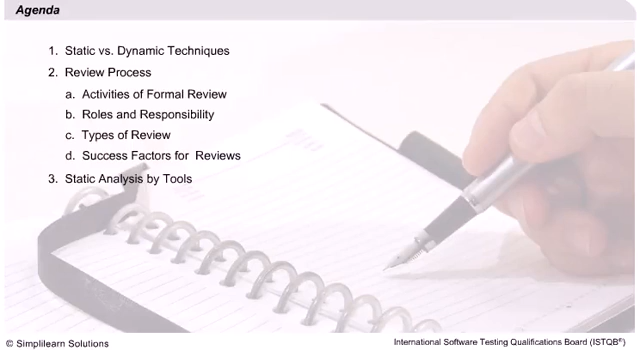 Agenda
1. Static vs. Dynamic Techniques
2. Review Process
a. Activities of Formal Review
b. Roles and Responsibility
c. Types of Review
d. Success Factors for Reviews
3. Static Analysis by Tools
© Simplilearn Solutions
International Software Testing Qualifications Board (ISTQB®)